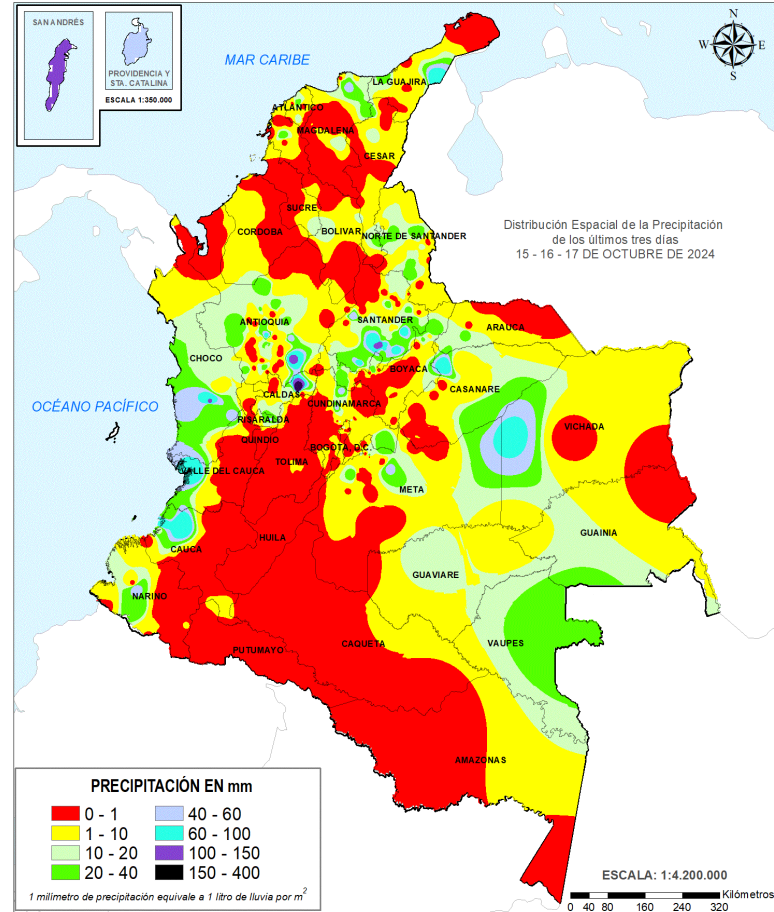 SAN ANDRÉS
PROVIDENCIA Y
STA. CATALINA
ESCALA 1:350.000
MAR CARIBE
N
W
E
S
LA GUAJIRA
ATLÁNTICO
MAGDALENA
CESAR
SUCRE
CORDOBA
BOLIVAR
NORTE DE SANTANDER
Distribución Espacial de la Precipitación
de los últimos tres días
15 - 16 - 17 DE OCTUBRE DE 2024
ANTIOQUIA
SANTANDER
ARAUCA
CHOCO
BOYACA
CASANARE
CALDAS
CUNDINAMARCA
OCÉANO PACÍFICO
RISARALDA
VICHADA
QUINDIO
BOGOTA, D.C.
TOLIMA
VALLE DEL CAUCA
META
GUAINIA
HUILA
CAUCA
GUAVIARE
NARIÑO
VAUPES
CAQUETA
PUTUMAYO
AMAZONAS
PRECIPITACIÓN EN mm
0 - 1
40 - 60
1 - 10
60 - 100
10 - 20
100 - 150
20 - 40
150 - 400
1 milímetro de precipitación equivale a 1 litro de lluvia por m²
ESCALA: 1:4.200.000
Kilómetros
0 40 80 160 240 320